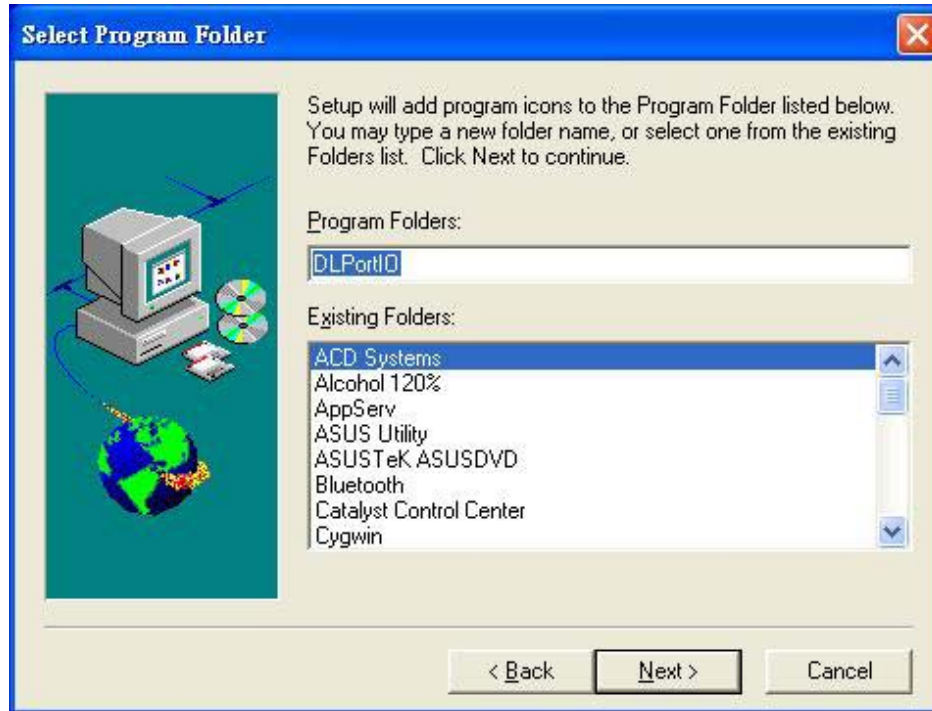 Select Program Folder
Setup will add program icons to the Program Folder listed below.
You may type a new folder name, or select one from the existing
Folders list. Click Next to continue.
Program Folders:
DLPortIO
Existing Folders:
ACD Systems
Alcohol 120%
AppServ
ASUS Utility
ASUSTeK ASUSDVD
Bluetooth
Catalyst Control Center
Cygwin
< Back
Next >
Cancel